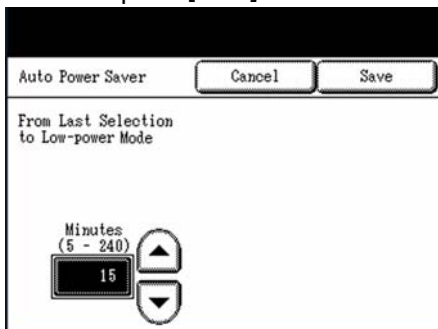 Auto Power Saver
Cancel
Save
From Last Selection
to Low-power Mode
Minutes
(5 - 240)
15